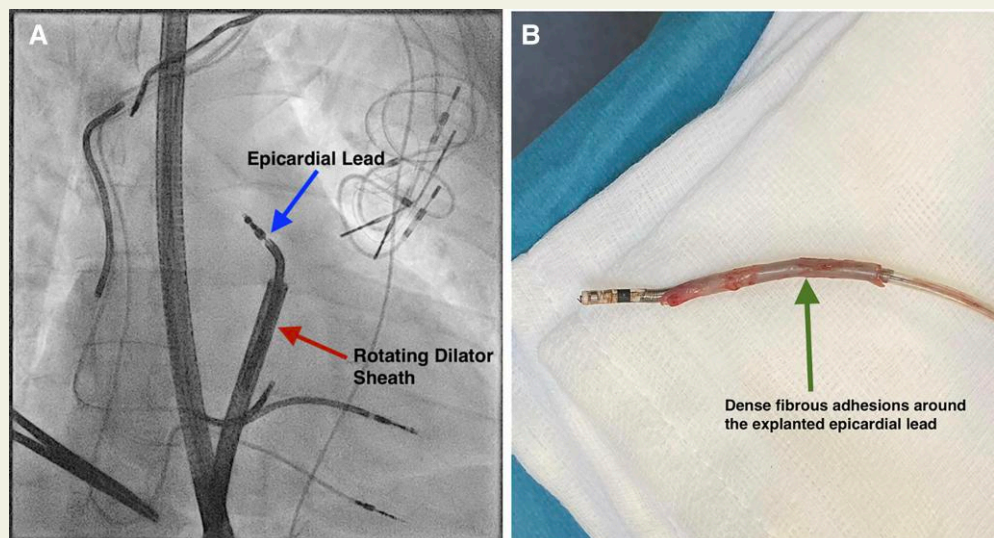 A
Epicardial Lead
Rotating Dilator
Sheath
B
Dense fibrous adhesions around
the explanted epicardial lead